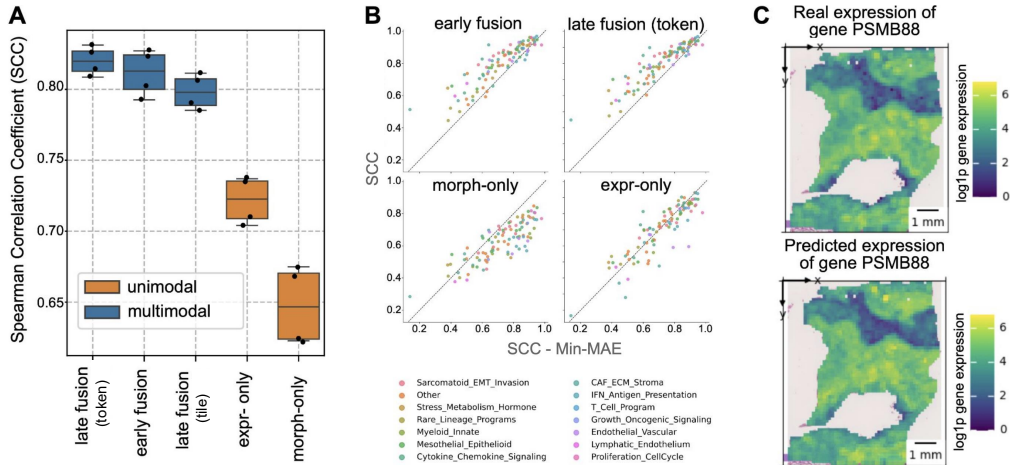 A
Spearman Correlation Coefficient (SCC)
0.80
0.75
0.70
0.65
unimodal
multimodal
late fusion
(token)
early fusion
late fusion
(tile)
expr- only
morph-only
B
early fusion
late fusion (token)
SCC
1.0
0.8
0.6
0.4
0.2
morph-only
expr-only
1.0
0.8
0.6
0.4
0.2
0.2 0.4 0.6 0.8 1.0
0.2 0.4 0.6 0.8 1.0
SCC - Min-MAE
Sarcomatoid_EMT_Invasion
Other
Stress_Metabolism_Hormone
Rare_Lineage_Programs
Myeloid_Innate
Mesothelial_Epithelioid
Cytokine_Chemokine_Signaling
CAF_ECM_Stroma
IFN_Antigen_Presentation
T_Cell_Program
Growth_Oncogenic_Signaling
Endothelial_Vascular
Lymphatic_Endothelium
Proliferation_CellCycle
C
Real expression of
gene PSMB88
x
y
1 mm
log1p gene expression
6
4
2
0
Predicted expression
of gene PSMB88
x
y
1 mm
log1p gene expression
6
4
2
0